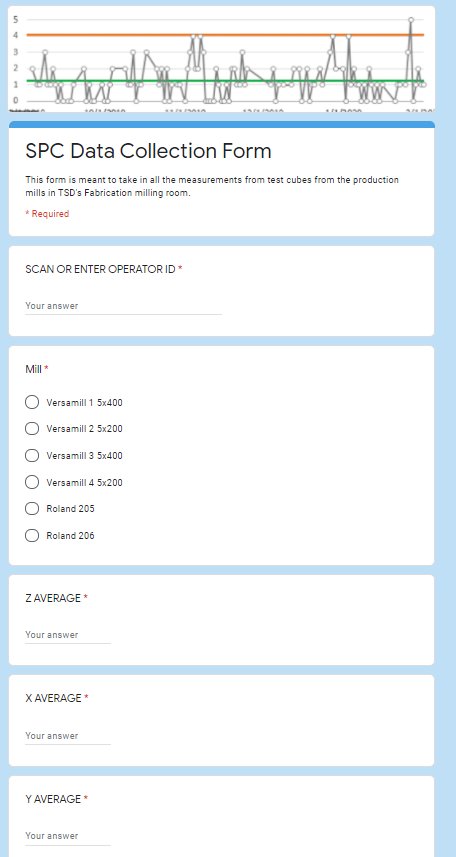 5
4
3
2
1
0
SPC Data Collection Form
This form is meant to take in all the measurements from test cubes from the production
mills in TSD's Fabrication milling room.
* Required
SCAN OR ENTER OPERATOR ID *
Your answer
Mill *
Versamill 1 5x400
Versamill 2 5x200
Versamill 3 5x400
Versamill 4 5x200
Roland 205
Roland 206
Z AVERAGE *
Your answer
X AVERAGE *
Your answer
Y AVERAGE *
Your answer